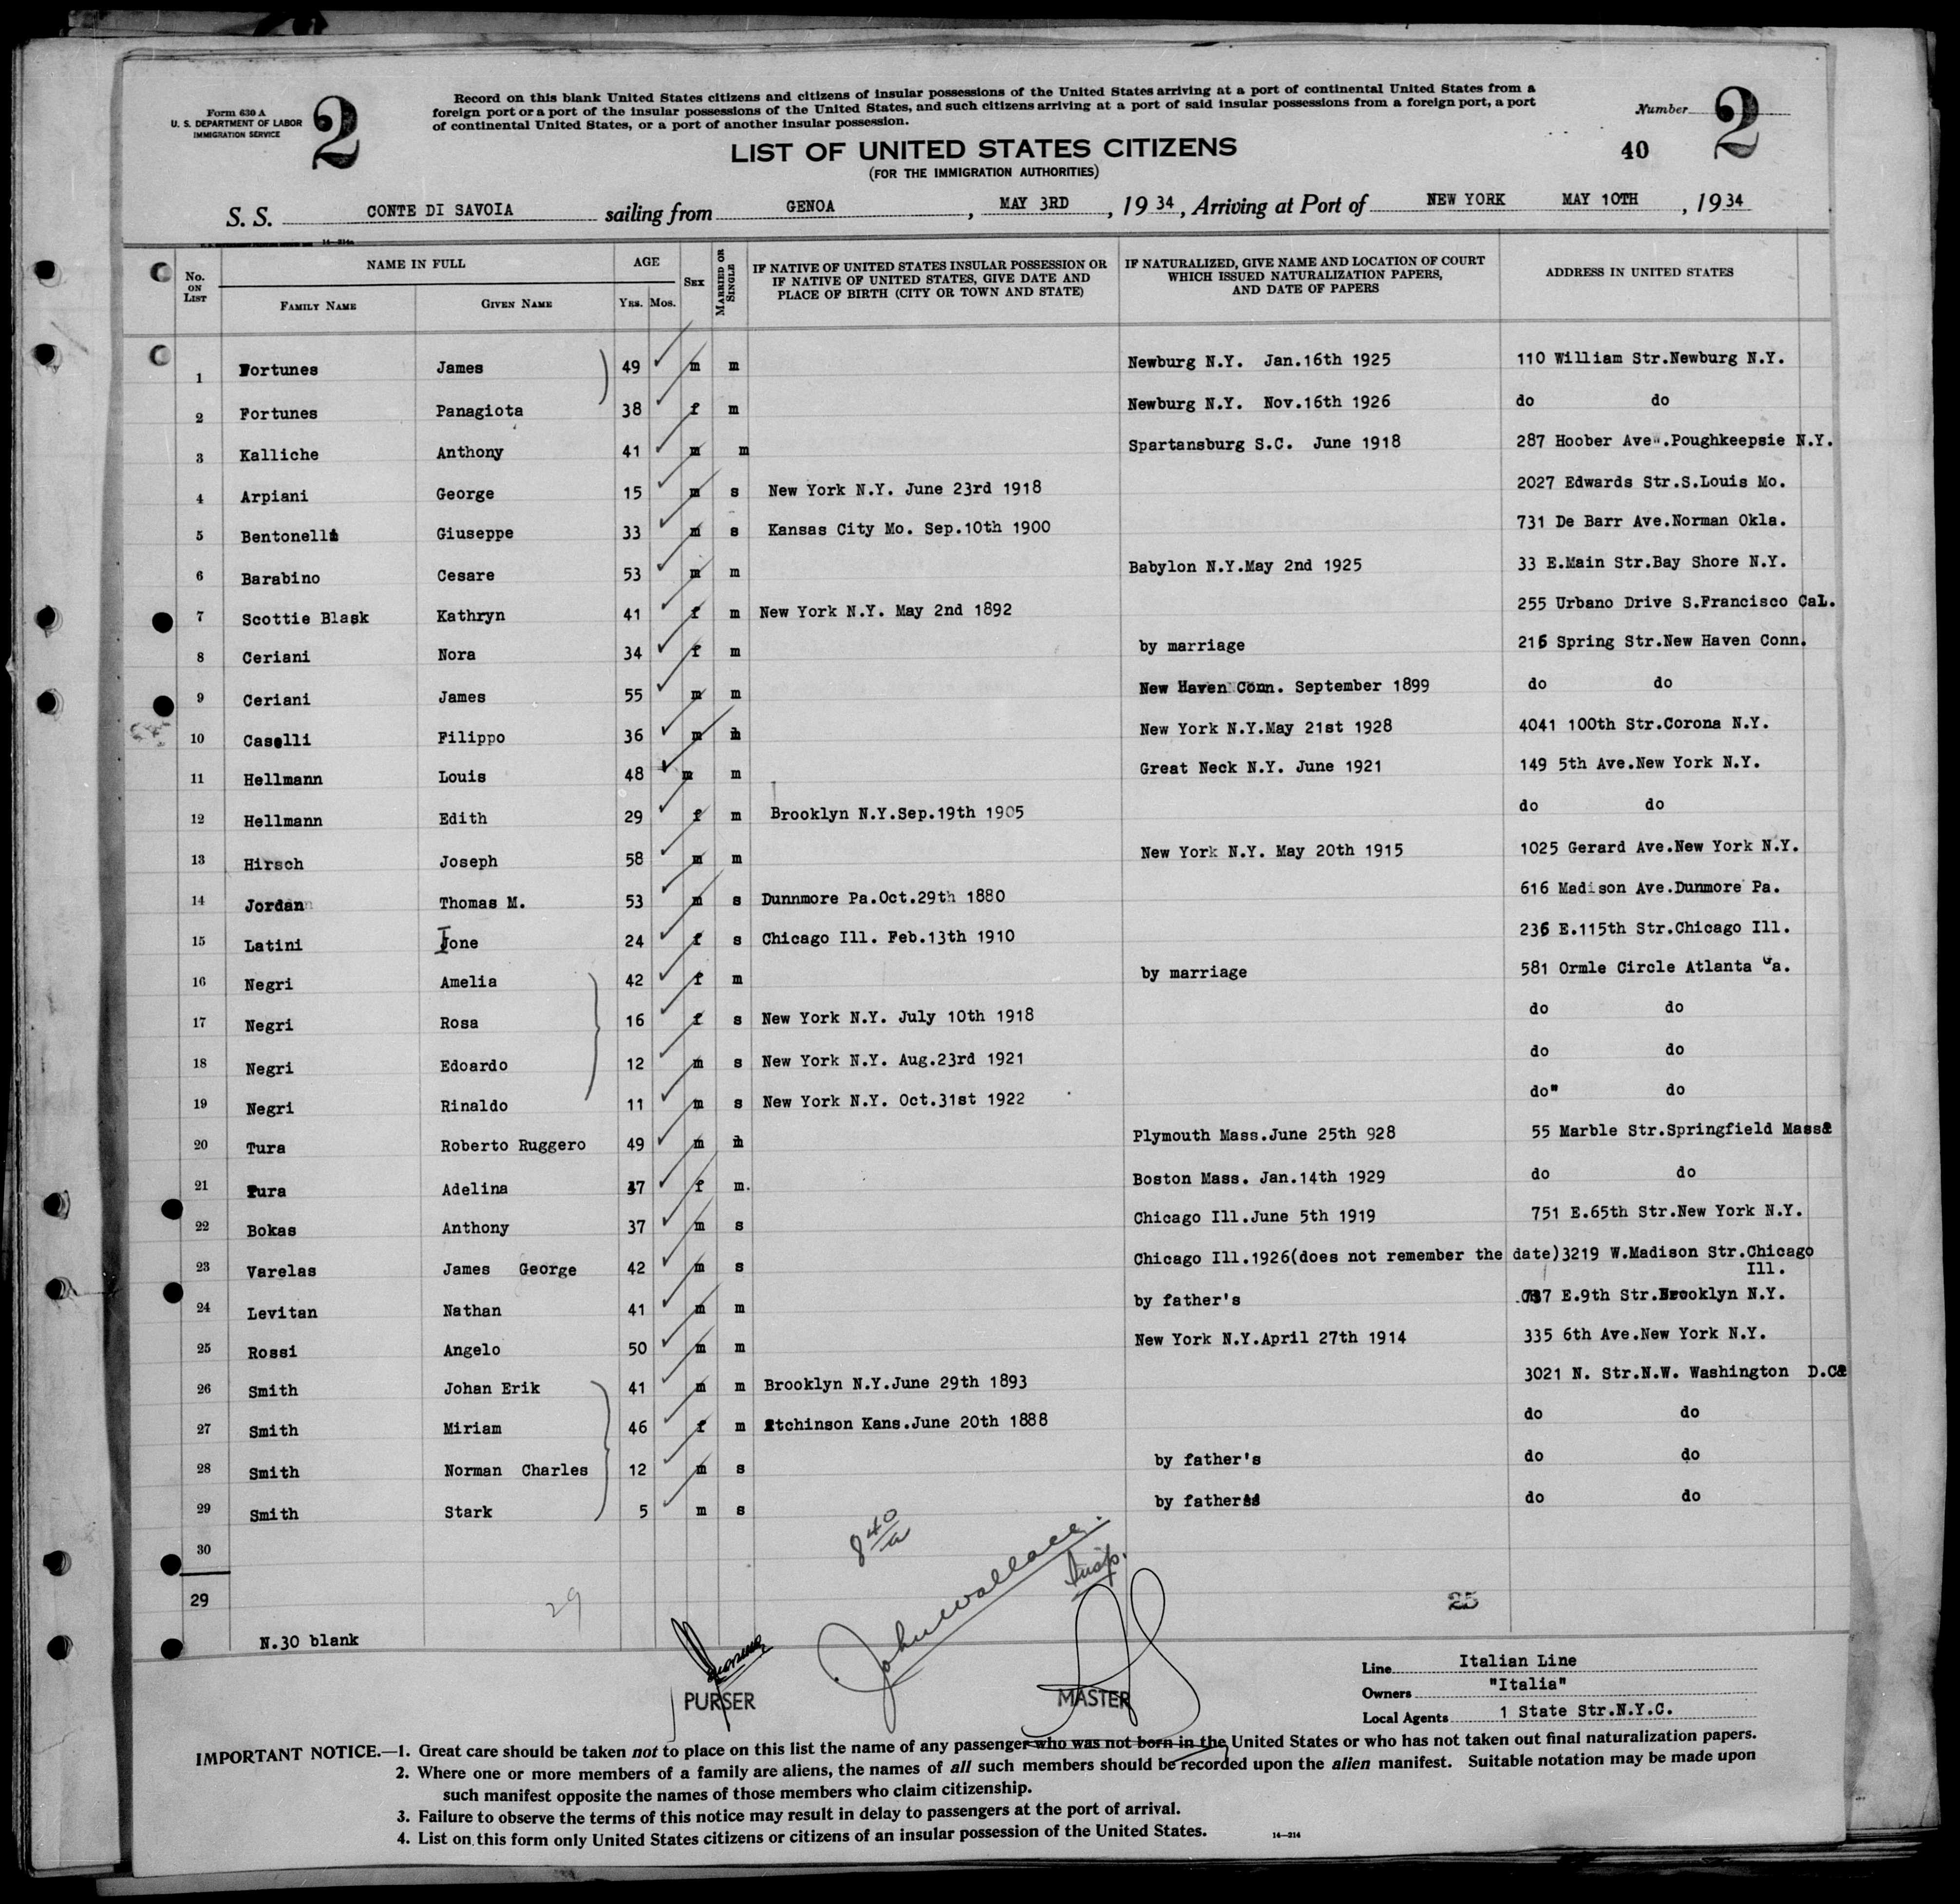 Form 630 A
U. S. DEPARTMENT OF LABOR
IMMIGRATION SERVICE
2
Record on this blank United States citizens and citizens of insular possessions of the United States arriving at a port of continental United States from a
foreign port or a port of the insular possessions of the United States, and such citizens arriving at a port of said insular possessions from a foreign port, a port
of continental United States, or a port of another insular possession.
Number 2
LIST OF UNITED STATES CITIZENS
40
(FOR THE IMMIGRATION AUTHORITIES)
S. S. CONTE DI SAVOIA sailing from GENOA, MAY 3RD, 1934, Arriving at Port of NEW YORK MAY 10TH, 1934
No. ON LIST NAME IN FULL FAMILY NAME GIVEN NAME AGE YRS. MOS. SEX MARRIED OR SINGLE IF NATIVE OF UNITED STATES INSULAR POSSESSION OR IF NATIVE OF UNITED STATES, GIVE DATE AND PLACE OF BIRTH (CITY OR TOWN AND STATE) IF NATURALIZED, GIVE NAME AND LOCATION OF COURT WHICH ISSUED NATURALIZATION PAPERS, AND DATE OF PAPERS ADDRESS IN UNITED STATES
1 Fortunes James 49 m m Newburg N.Y. Jan.16th 1925 110 William Str.Newburg N.Y.
2 Fortunes Panagiota 38 f m Newburg N.Y. Nov.16th 1926 do do
3 Kalliche Anthony 41 m m Spartansburg S.C. June 1918 287 Hoober Ave".Poughkeepsie N.Y.
4 Arpiani George 15 m s New York N.Y. June 23rd 1918 2027 Edwards Str.S.Louis Mo.
5 Bentonelli Giuseppe 33 m s Kansas City Mo. Sep.10th 1900 731 De Barr Ave.Norman Okla.
6 Barabino Cesare 53 m m Babylon N.Y.May 2nd 1925 33 E.Main Str.Bay Shore N.Y.
7 Scottie Blask Kathryn 41 f m New York N.Y. May 2nd 1892 255 Urbano Drive S.Francisco Cal.
8 Ceriani Nora 34 f m by marriage 216 Spring Str.New Haven Conn.
9 Ceriani James 55 m m New Haven Conn. September 1899 do do
10 Caselli Filippo 36 m m New York N.Y.May 21st 1928 4041 100th Str.Corona N.Y.
11 Hellmann Louis 48 m m Great Neck N.Y. June 1921 149 5th Ave.New York N.Y.
12 Hellmann Edith 29 f m Brooklyn N.Y.Sep.19th 1905 do do
13 Hirsch Joseph 58 m m New York N.Y. May 20th 1915 1025 Gerard Ave.New York N.Y.
14 Jordan Thomas M. 53 m s Dunnmore Pa.Oct.29th 1880 616 Madison Ave.Dunmore Pa.
15 Latini Ione 24 f s Chicago Ill. Feb.13th 1910 236 E.115th Str.Chicago Ill.
16 Negri Amelia 42 f m by marriage 581 Ormle Circle Atlanta Ga.
17 Negri Rosa 16 f s New York N.Y. July 10th 1918 do do
18 Negri Edoardo 12 m s New York N.Y. Aug.23rd 1921 do do
19 Negri Rinaldo 11 m s New York N.Y. Oct.31st 1922 do" do
20 Tura Roberto Ruggero 49 m m Plymouth Mass.June 25th 928 55 Marble Str.Springfield Mass
21 Tura Adelina 37 f m. Boston Mass. Jan.14th 1929 do do
22 Bokas Anthony 37 m s Chicago Ill.June 5th 1919 751 E.65th Str.New York N.Y.
23 Varelas James George 42 m s Chicago Ill.1926(does not remember the date) 3219 W.Madison Str.Chicago
Ill.
24 Levitan Nathan 41 m m by father's 737 E.9th Str.Brooklyn N.Y.
25 Rossi Angelo 50 m m New York N.Y.April 27th 1914 335 6th Ave.New York N.Y.
26 Smith Johan Erik 41 m m Brooklyn N.Y.June 29th 1893 3021 N. Str.N.W. Washington D.C.
27 Smith Miriam 46 f m Atchinson Kans.June 20th 1888 do do
28 Smith Norman Charles 12 m s by father's do do
29 Smith Stark 5 m s by father's do do
30
8 40/a
29
29
25
N.30 blank
John Wallace. Insp.
PURSER
MASTER
Line Italian Line
Owners "Italia"
Local Agents 1 State Str.N.Y.C.
IMPORTANT NOTICE.—1. Great care should be taken not to place on this list the name of any passenger who was not born in the United States or who has not taken out final naturalization papers.
2. Where one or more members of a family are aliens, the names of all such members should be recorded upon the alien manifest. Suitable notation may be made upon
such manifest opposite the names of those members who claim citizenship.
3. Failure to observe the terms of this notice may result in delay to passengers at the port of arrival.
4. List on this form only United States citizens or citizens of an insular possession of the United States. 14—214